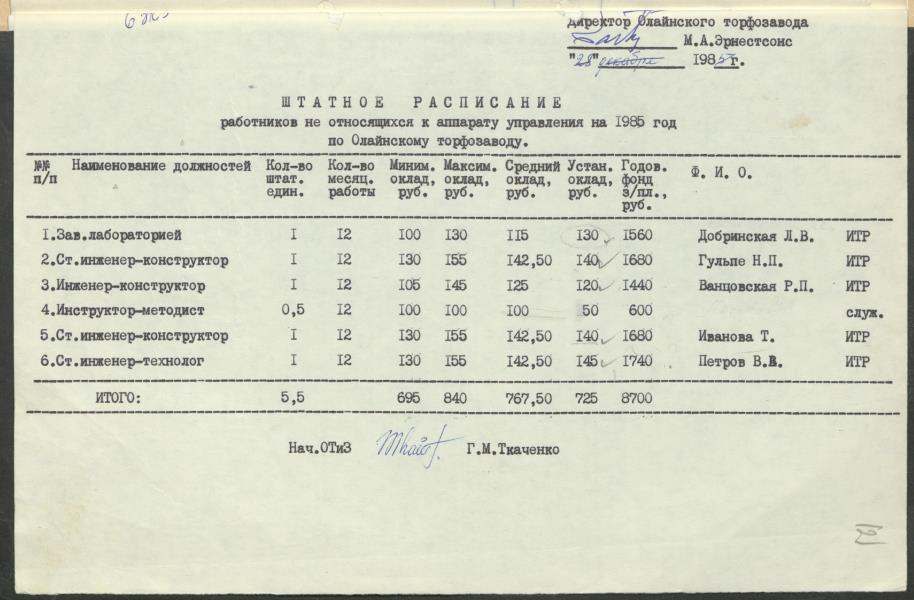 Директор Олайнского торфозавода
М.А.Эрнестсонс
"28" декабря 1985 г.
ШТАТНОЕ РАСПИСАНИЕ
работников не относящихся к аппарату управления на 1985 год
по Олайнскому торфозаводу.
№№ п/п Наименование должностей Кол-во штат. един. Кол-во месяц. работы Миним. оклад, руб. Максим. оклад, руб. Средний оклад, руб. Устан. оклад, руб. Годов. фонд з/пл., руб. Ф. И. О.
1.Зав.лабораторией 1 12 100 130 115 130 1560 Добринская Л.В. ИТР
2.Ст.инженер-конструктор 1 12 130 155 142,50 140 1680 Гульпе Н.П. ИТР
3.Инженер-конструктор 1 12 105 145 125 120 1440 Ванцовская Р.П. ИТР
4.Инструктор-методист 0,5 12 100 100 100 50 600 служ.
5.Ст.инженер-конструктор 1 12 130 155 142,50 140 1680 Иванова Т. ИТР
6.Ст.инженер-технолог 1 12 130 155 142,50 145 1740 Петров В.В. ИТР
ИТОГО: 5,5 695 840 767,50 725 8700
Нач.ОТиЗ Г.М.Ткаченко